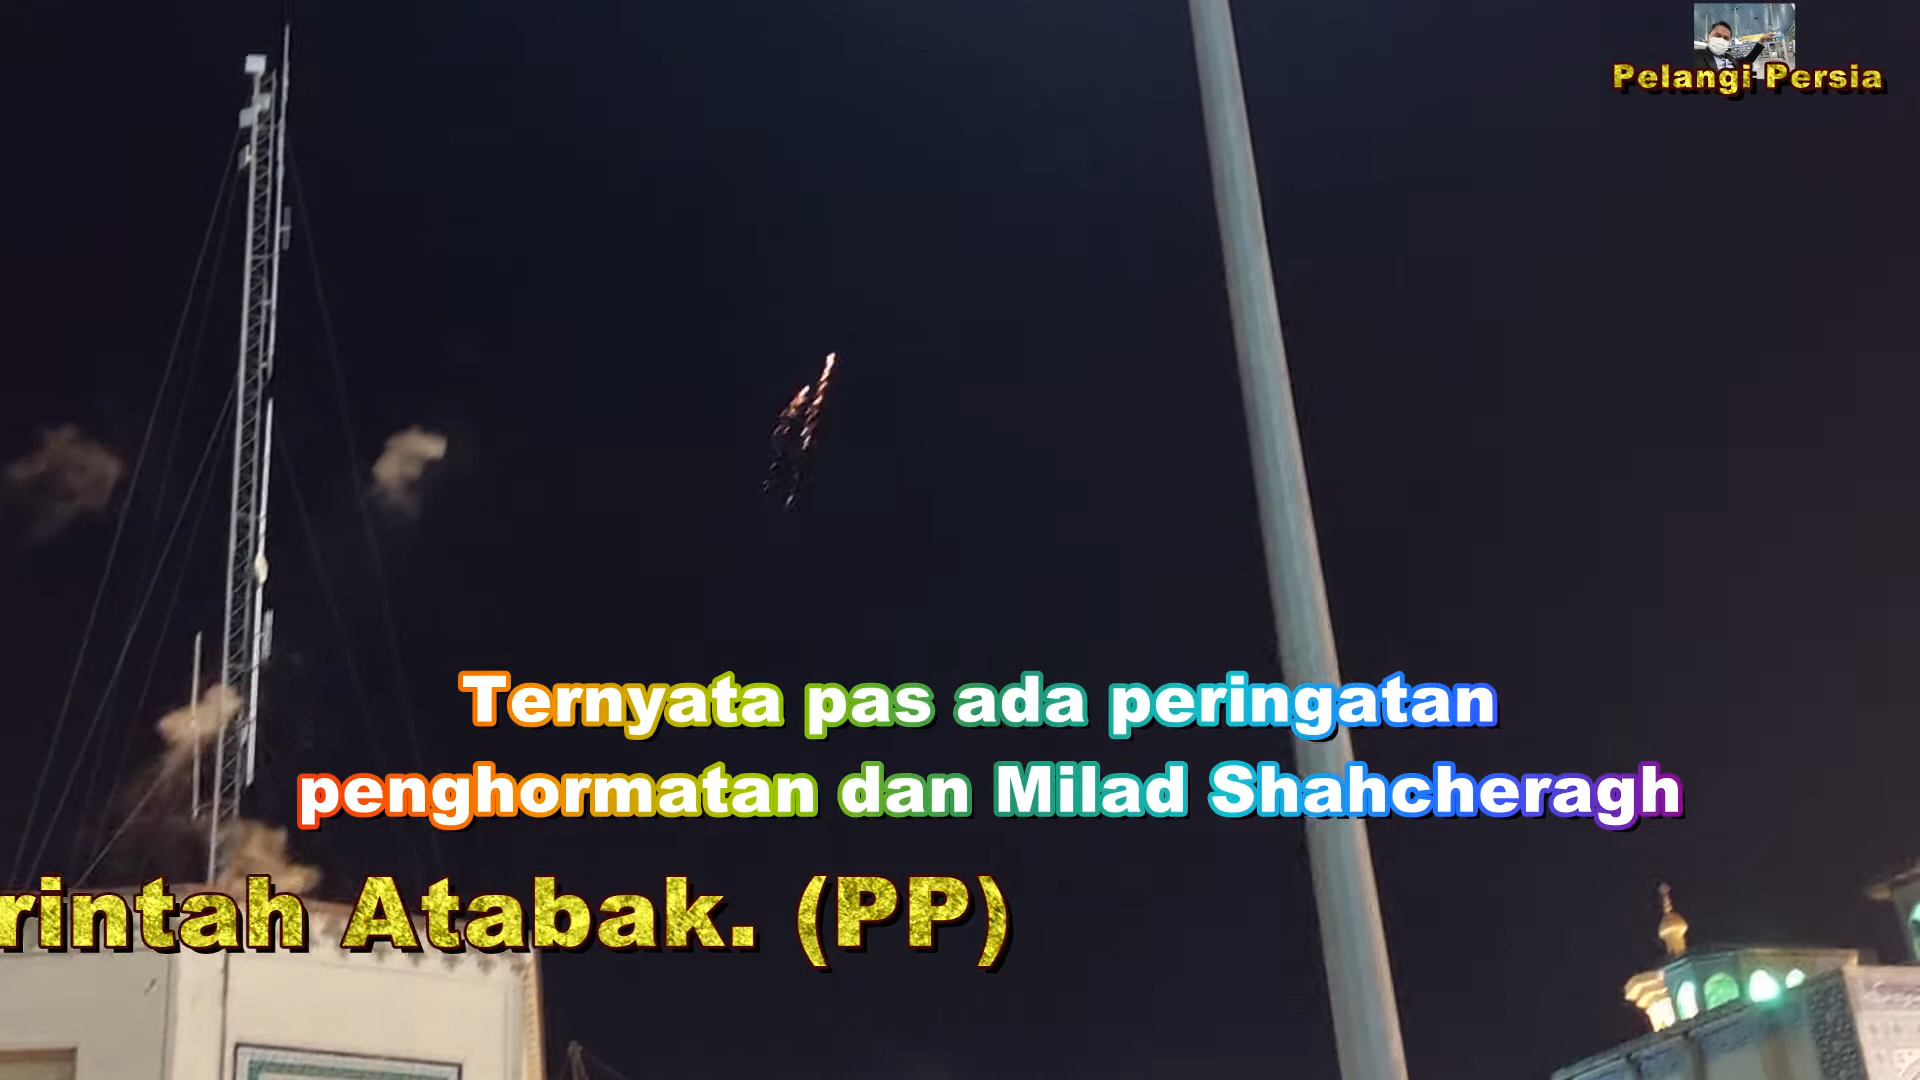 Pelangi Persia
Ternyata pas ada peringatan
penghormatan dan Milad Shahcheragh
rintah Atabak. (PP)